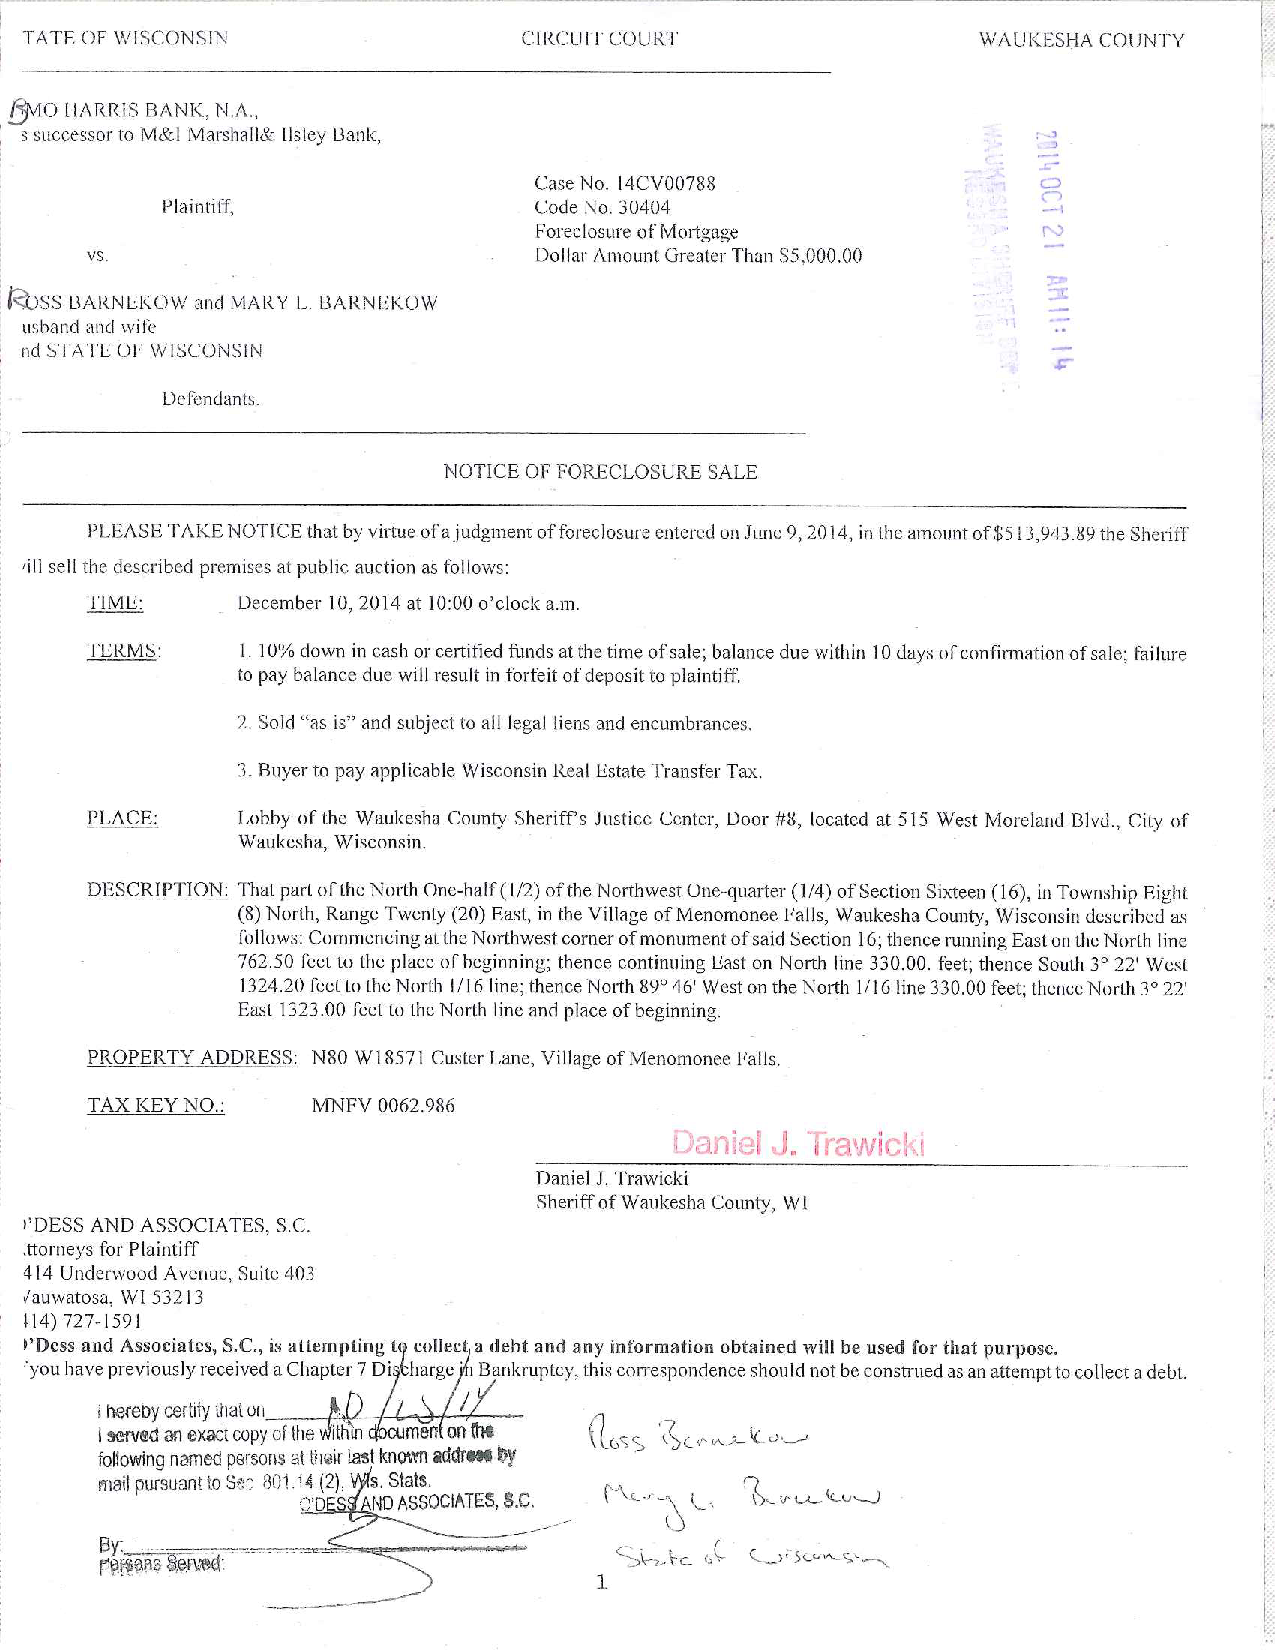 TATE OF WISCONSIN CIRCUIT COURT WAUKESHA COUNTY
BMO HARRIS BANK, N.A.,
s successor to M&I Marshall& Ilsley Bank,
2014 OCT 21 AM 11: 14
WAUKESHA SHERIFF DEPT
Case No. 14CV00788
Plaintiff, Code No. 30404
Foreclosure of Mortgage
vs. Dollar Amount Greater Than $5,000.00
ROSS BARNEKOW and MARY L. BARNEKOW
usband and wife
nd STATE OF WISCONSIN
Defendants.
NOTICE OF FORECLOSURE SALE
PLEASE TAKE NOTICE that by virtue of a judgment of foreclosure entered on June 9, 2014, in the amount of $513,943.89 the Sheriff
ill sell the described premises at public auction as follows:
TIME: December 10, 2014 at 10:00 o'clock a.m.
TERMS: 1. 10% down in cash or certified funds at the time of sale; balance due within 10 days of confirmation of sale; failure
to pay balance due will result in forfeit of deposit to plaintiff.
2. Sold "as is" and subject to all legal liens and encumbrances.
3. Buyer to pay applicable Wisconsin Real Estate Transfer Tax.
PLACE: Lobby of the Waukesha County Sheriff's Justice Center, Door #8, located at 515 West Moreland Blvd., City of
Waukesha, Wisconsin.
DESCRIPTION: That part of the North One-half (1/2) of the Northwest One-quarter (1/4) of Section Sixteen (16), in Township Eight
(8) North, Range Twenty (20) East, in the Village of Menomonee Falls, Waukesha County, Wisconsin described as
follows: Commencing at the Northwest corner of monument of said Section 16; thence running East on the North line
762.50 feet to the place of beginning; thence continuing East on North line 330.00. feet; thence South 3° 22' West
1324.20 feet to the North 1/16 line; thence North 89° 46' West on the North 1/16 line 330.00 feet; thence North 3° 22'
East 1323.00 feet to the North line and place of beginning.
PROPERTY ADDRESS: N80 W18571 Custer Lane, Village of Menomonee Falls.
TAX KEY NO.: MNFV 0062.986
Daniel J. Trawicki
Daniel J. Trawicki
Sheriff of Waukesha County, WI
'DESS AND ASSOCIATES, S.C.
ttorneys for Plaintiff
414 Underwood Avenue, Suite 403
auwatosa, WI 53213
414) 727-1591
'Dess and Associates, S.C., is attempting to collect a debt and any information obtained will be used for that purpose.
you have previously received a Chapter 7 Discharge in Bankruptcy, this correspondence should not be construed as an attempt to collect a debt.
I hereby certify that on
I served an exact copy of the within document on the
following named persons at their last known address by
mail pursuant to Sec 801.14 (2), Wis. Stats.
O'DESS AND ASSOCIATES, S.C.
By:
Persons Served:
Ross Barnekow
Mary L. Barnekow
State of Wisconsin
1